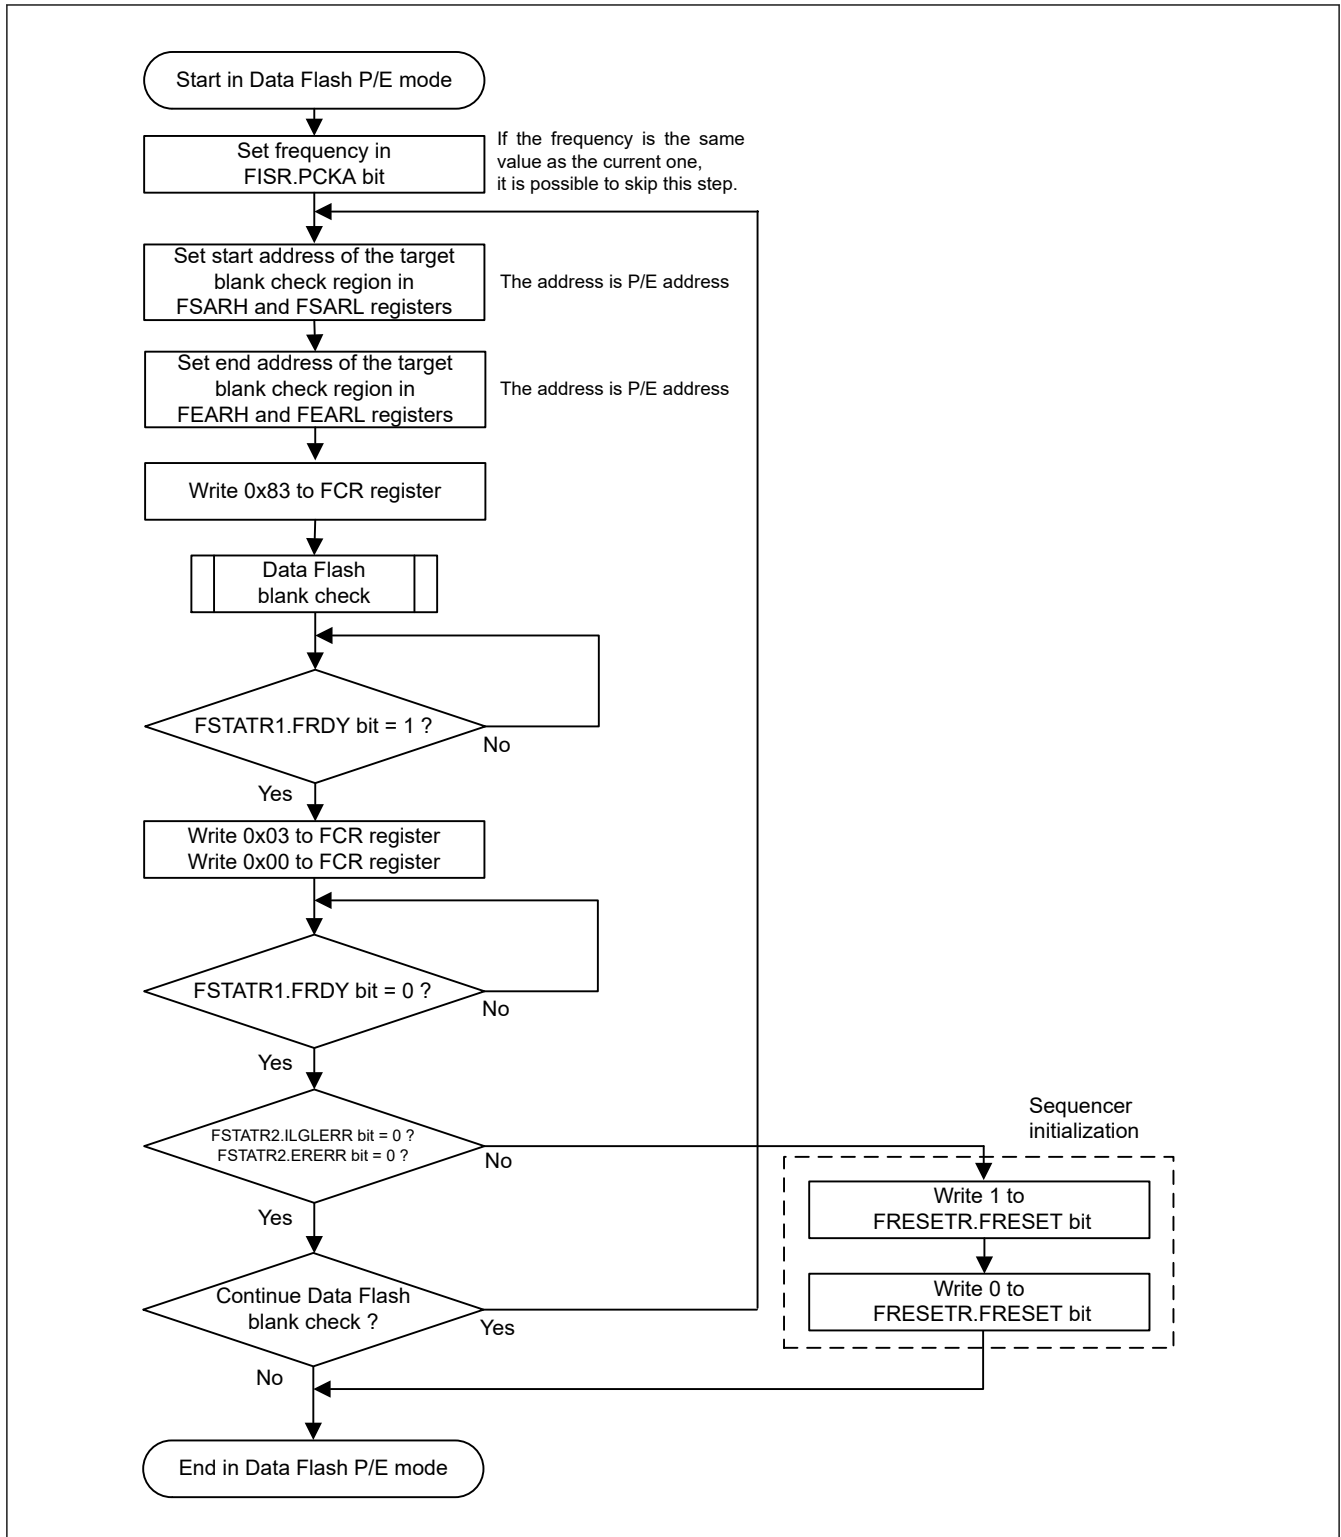 Start in Data Flash P/E mode
Set frequency in
FISR.PCKA bit
If the frequency is the same
value as the current one,
it is possible to skip this step.
Set start address of the target
blank check region in
FSARH and FSARL registers
The address is P/E address
Set end address of the target
blank check region in
FEARH and FEARL registers
The address is P/E address
Write 0x83 to FCR register
Data Flash
blank check
FSTATR1.FRDY bit = 1 ?
No
Yes
Write 0x03 to FCR register
Write 0x00 to FCR register
FSTATR1.FRDY bit = 0 ?
No
Yes
FSTATR2.ILGLERR bit = 0 ?
FSTATR2.ERERR bit = 0 ?
No
Yes
Sequencer
initialization
Write 1 to
FRESETR.FRESET bit
Write 0 to
FRESETR.FRESET bit
Continue Data Flash
blank check ?
Yes
No
End in Data Flash P/E mode